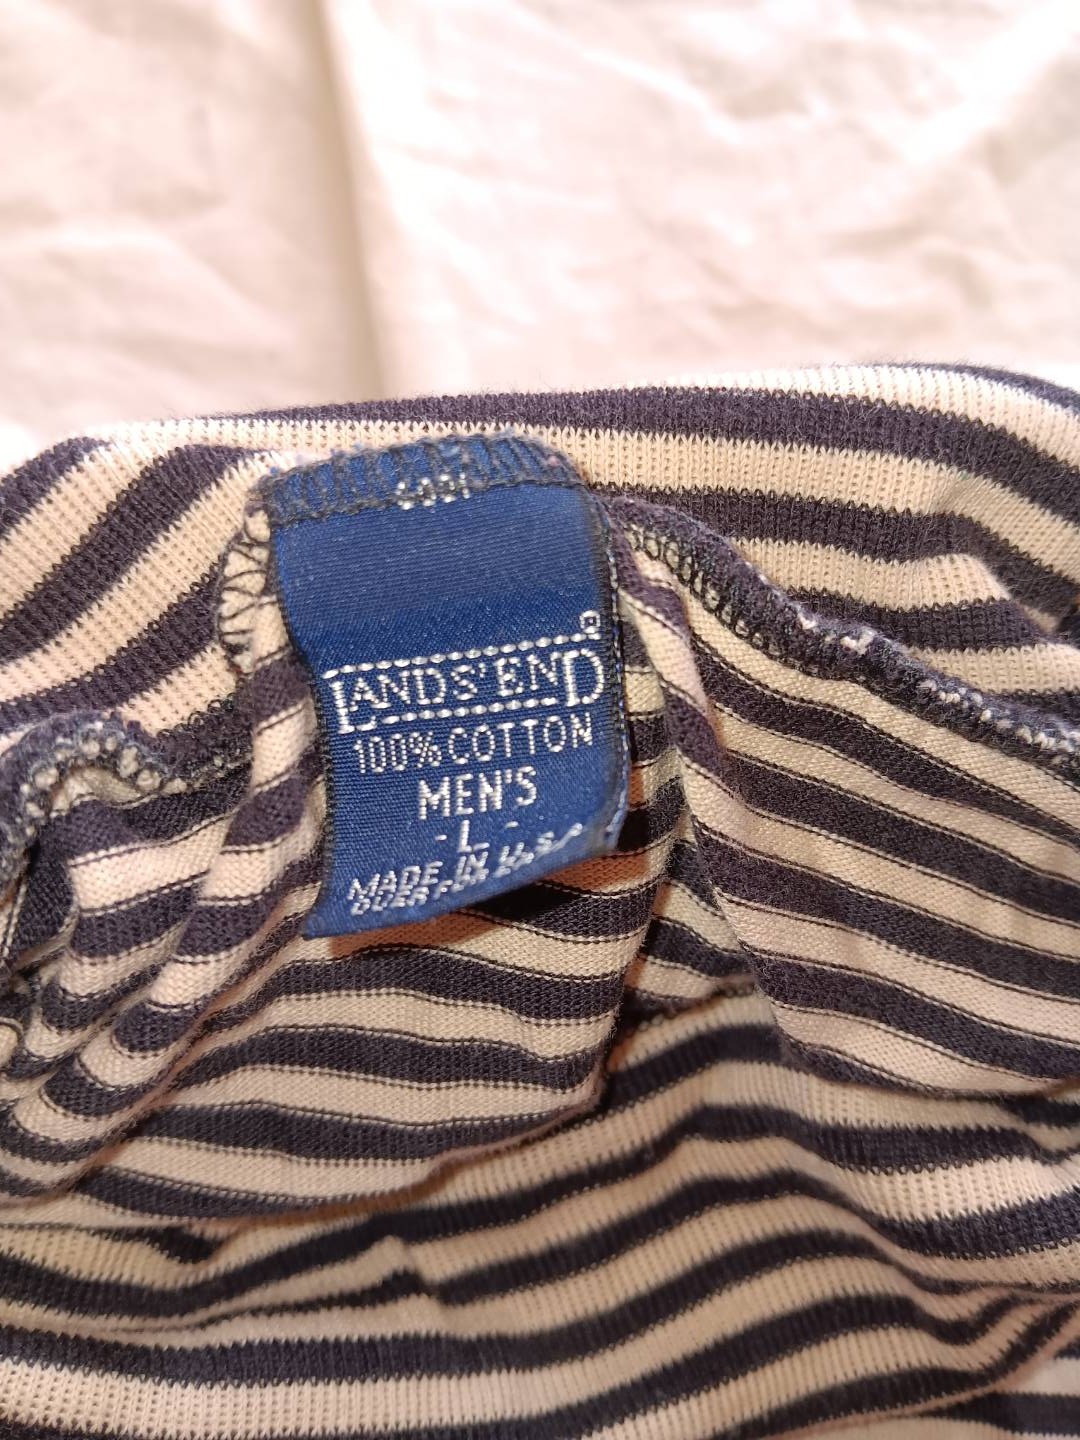 LANDS' END
®
100% COTTON
MEN'S
- L -
MADE IN U.S.A.